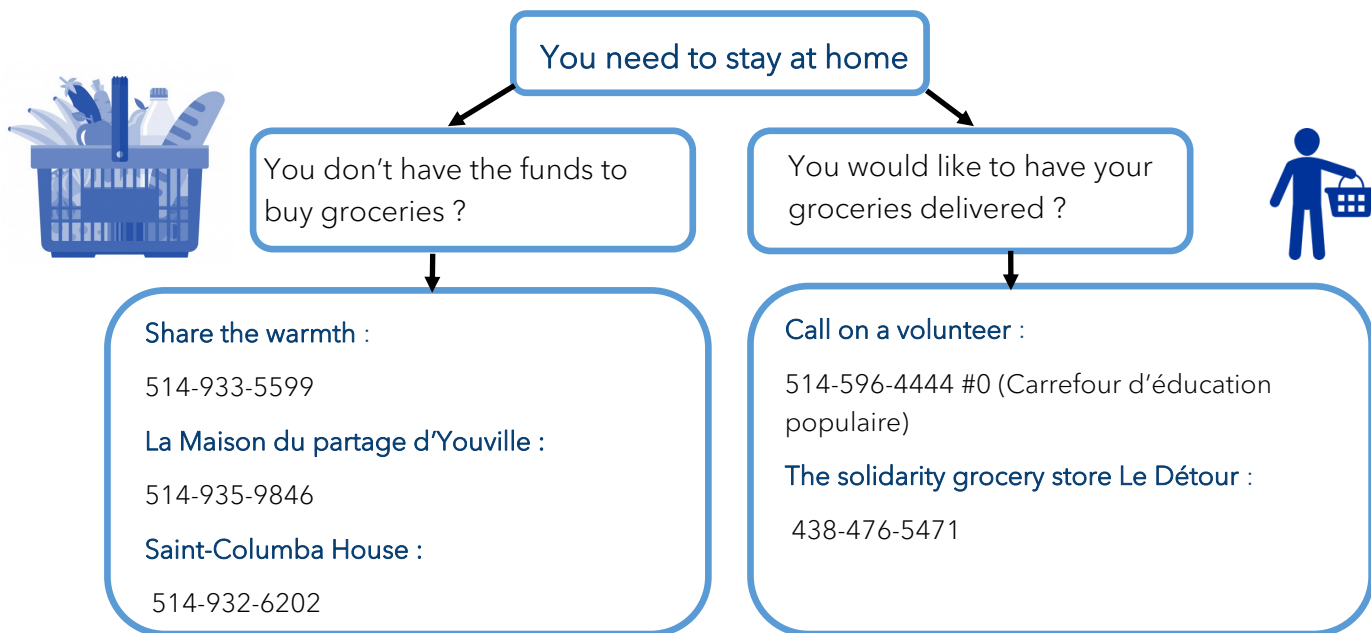 You need to stay at home
You don’t have the funds to
buy groceries ?
Share the warmth :
514-933-5599
La Maison du partage d’Youville :
514-935-9846
Saint-Columba House :
514-932-6202
You would like to have your
groceries delivered ?
Call on a volunteer :
514-596-4444 #0 (Carrefour d’éducation
populaire)
The solidarity grocery store Le Détour :
438-476-5471